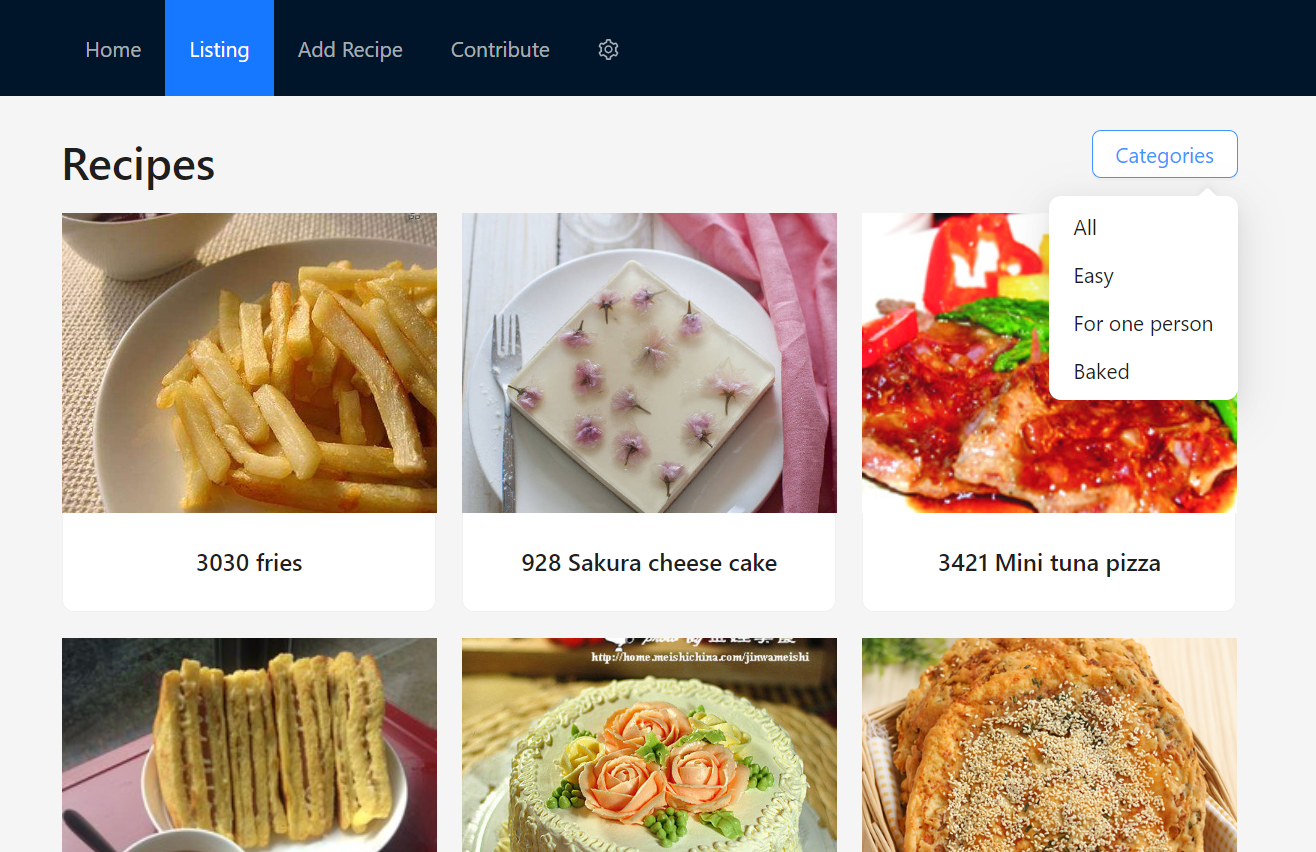 Home
Listing
Add Recipe
Contribute
Recipes
Categories
All
Easy
For one person
Baked
3030 fries
928 Sakura cheese cake
3421 Mini tuna pizza
http://home.meishichina.com/jinwameishi